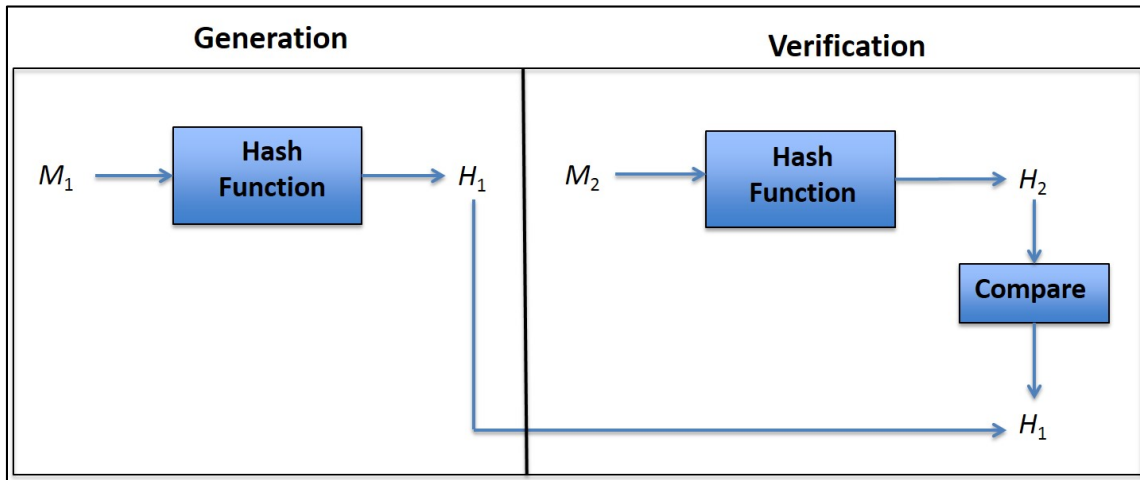 Generation
Verification
M₁
Hash
Function
H₁
M₂
Hash
Function
H₂
Compare
H₁